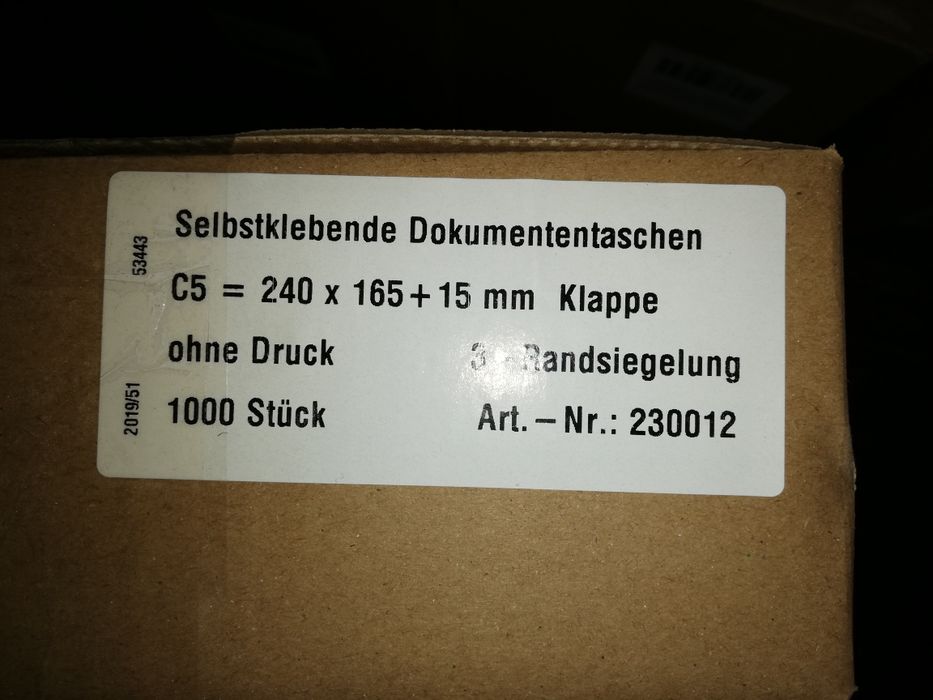 Selbstklebende Dokumententaschen
C5 = 240 x 165+15 mm Klappe
ohne Druck 3 -Randsiegelung
1000 Stück Art.–Nr.: 230012
53443
2019/51